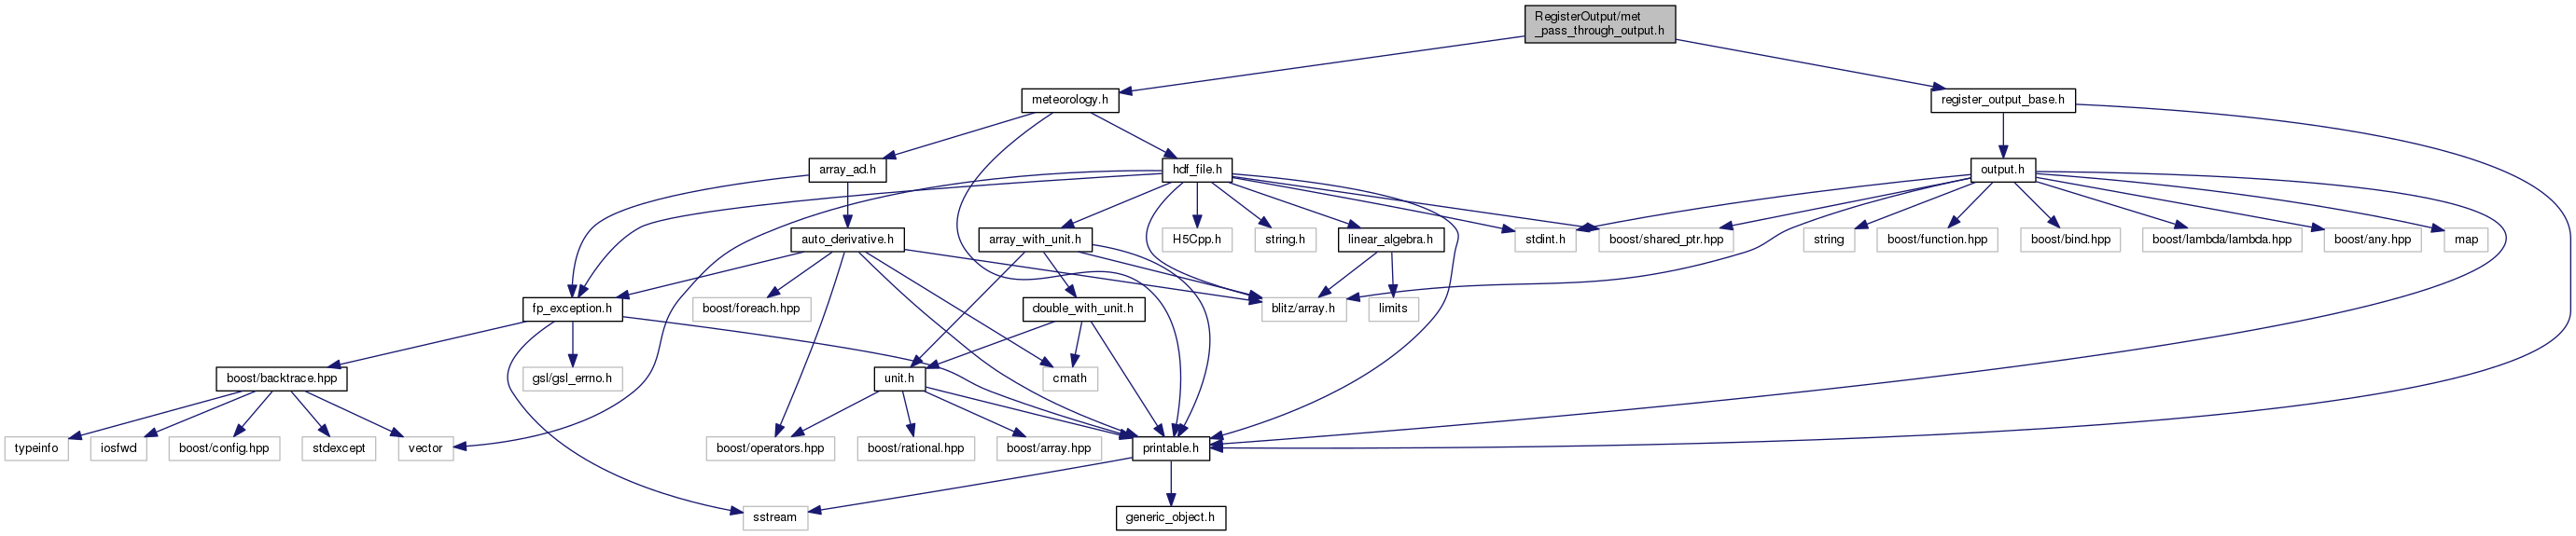 RegisterOutput/met
_pass_through_output.h
meteorology.h
register_output_base.h
array_ad.h
hdf_file.h
output.h
auto_derivative.h
array_with_unit.h
H5Cpp.h
string.h
linear_algebra.h
stdint.h
boost/shared_ptr.hpp
string
boost/function.hpp
boost/bind.hpp
boost/lambda/lambda.hpp
boost/any.hpp
map
fp_exception.h
boost/foreach.hpp
double_with_unit.h
blitz/array.h
limits
boost/backtrace.hpp
gsl/gsl_errno.h
unit.h
cmath
typeinfo
iosfwd
boost/config.hpp
stdexcept
vector
boost/operators.hpp
boost/rational.hpp
boost/array.hpp
printable.h
sstream
generic_object.h